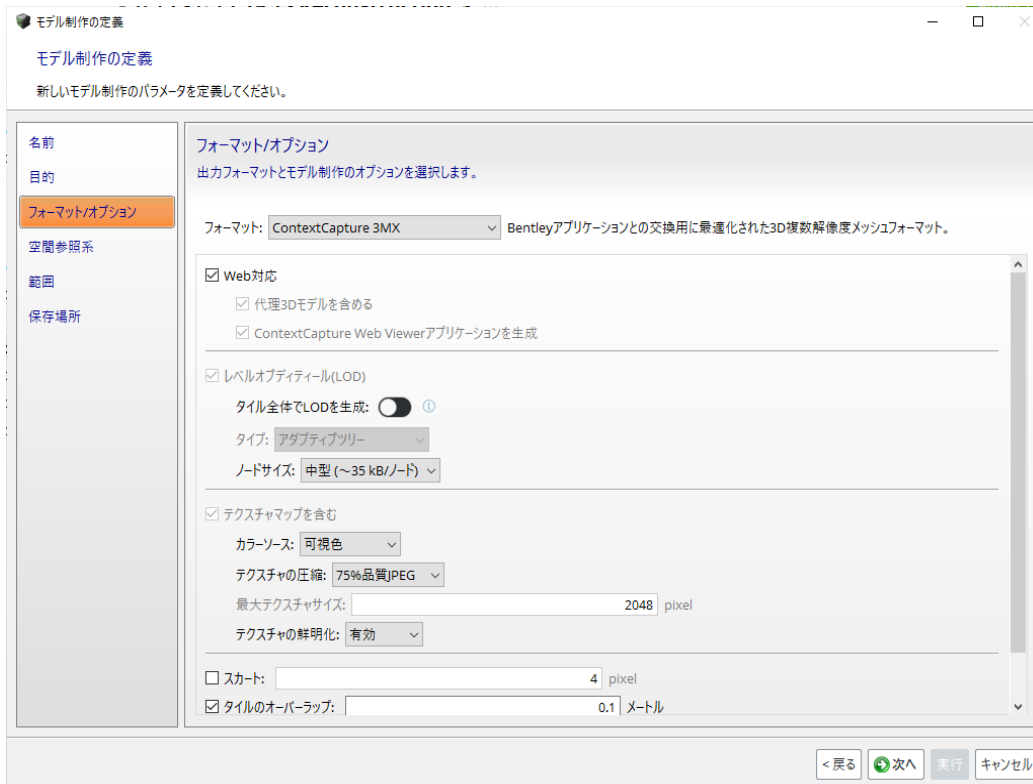 モデル制作の定義
モデル制作の定義
新しいモデル制作のパラメータを定義してください。
名前
目的
フォーマット/オプション
空間参照系
範囲
保存場所
フォーマット/オプション
出力フォーマットとモデル制作のオプションを選択します。
フォーマット: ContextCapture 3MX Bentleyアプリケーションとの交換用に最適化された3D複数解像度メッシュフォーマット。
Web対応
代理3Dモデルを含める
ContextCapture Web Viewerアプリケーションを生成
レベルオブディティール(LOD)
タイル全体でLODを生成:
タイプ: アダプティブツリー
ノードサイズ: 中型 (~35 kB/ノード)
テクスチャマップを含む
カラーソース: 可視色
テクスチャの圧縮: 75%品質JPEG
最大テクスチャサイズ: 2048 pixel
テクスチャの鮮明化: 有効
スカート: 4 pixel
タイルのオーバーラップ: 0.1 メートル
< 戻る 次へ 実行 キャンセル